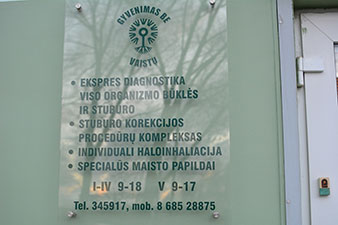 GYVENIMAS BE
VAISTŲ
• EKSPRES DIAGNOSTIKA
VISO ORGANIZMO BŪKLĖS
IR STUBURO
• STUBURO KOREKCIJOS
PROCEDŪRŲ KOMPLEKSAS
• INDIVIDUALI HALOINHALIACIJA
• SPECIALŪS MAISTO PAPILDAI
I-IV 9-18 V 9-17
Tel. 345917, mob. 8 685 28875